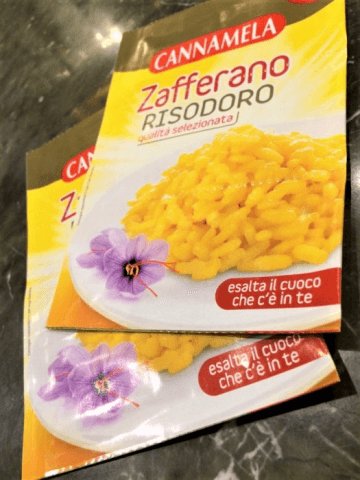 CANNAMELA
Zafferano
RISODORO
qualità selezionata
esalta il cuoco
che c'è in te
CANNA
Z
esalta il cuoco
che c'è in te